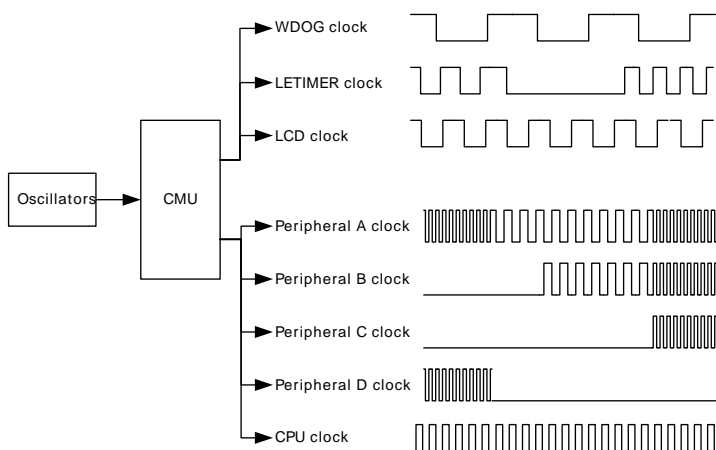 WDOG clock
LETIMER clock
LCD clock
Oscillators
CMU
Peripheral A clock
Peripheral B clock
Peripheral C clock
Peripheral D clock
CPU clock